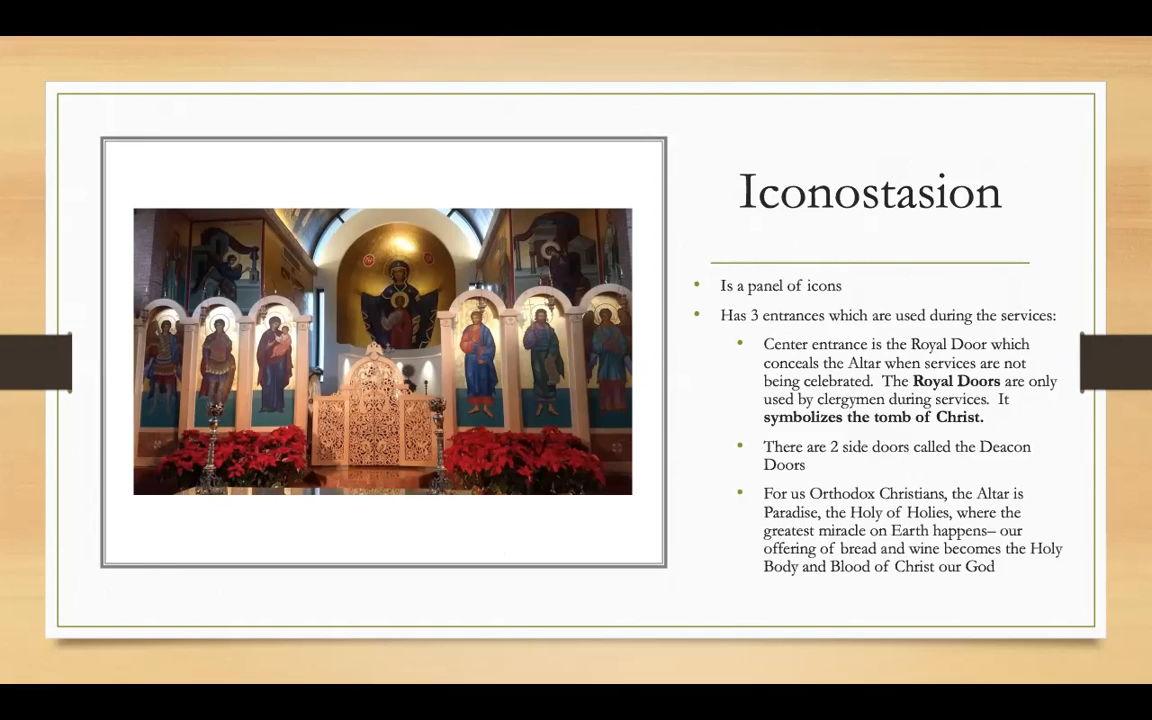 Iconostasion
• Is a panel of icons
• Has 3 entrances which are used during the services:
• Center entrance is the Royal Door which
conceals the Altar when services are not
being celebrated. The Royal Doors are only
used by clergymen during services. It
symbolizes the tomb of Christ.
• There are 2 side doors called the Deacon
Doors
• For us Orthodox Christians, the Altar is
Paradise, the Holy of Holies, where the
greatest miracle on Earth happens– our
offering of bread and wine becomes the Holy
Body and Blood of Christ our God